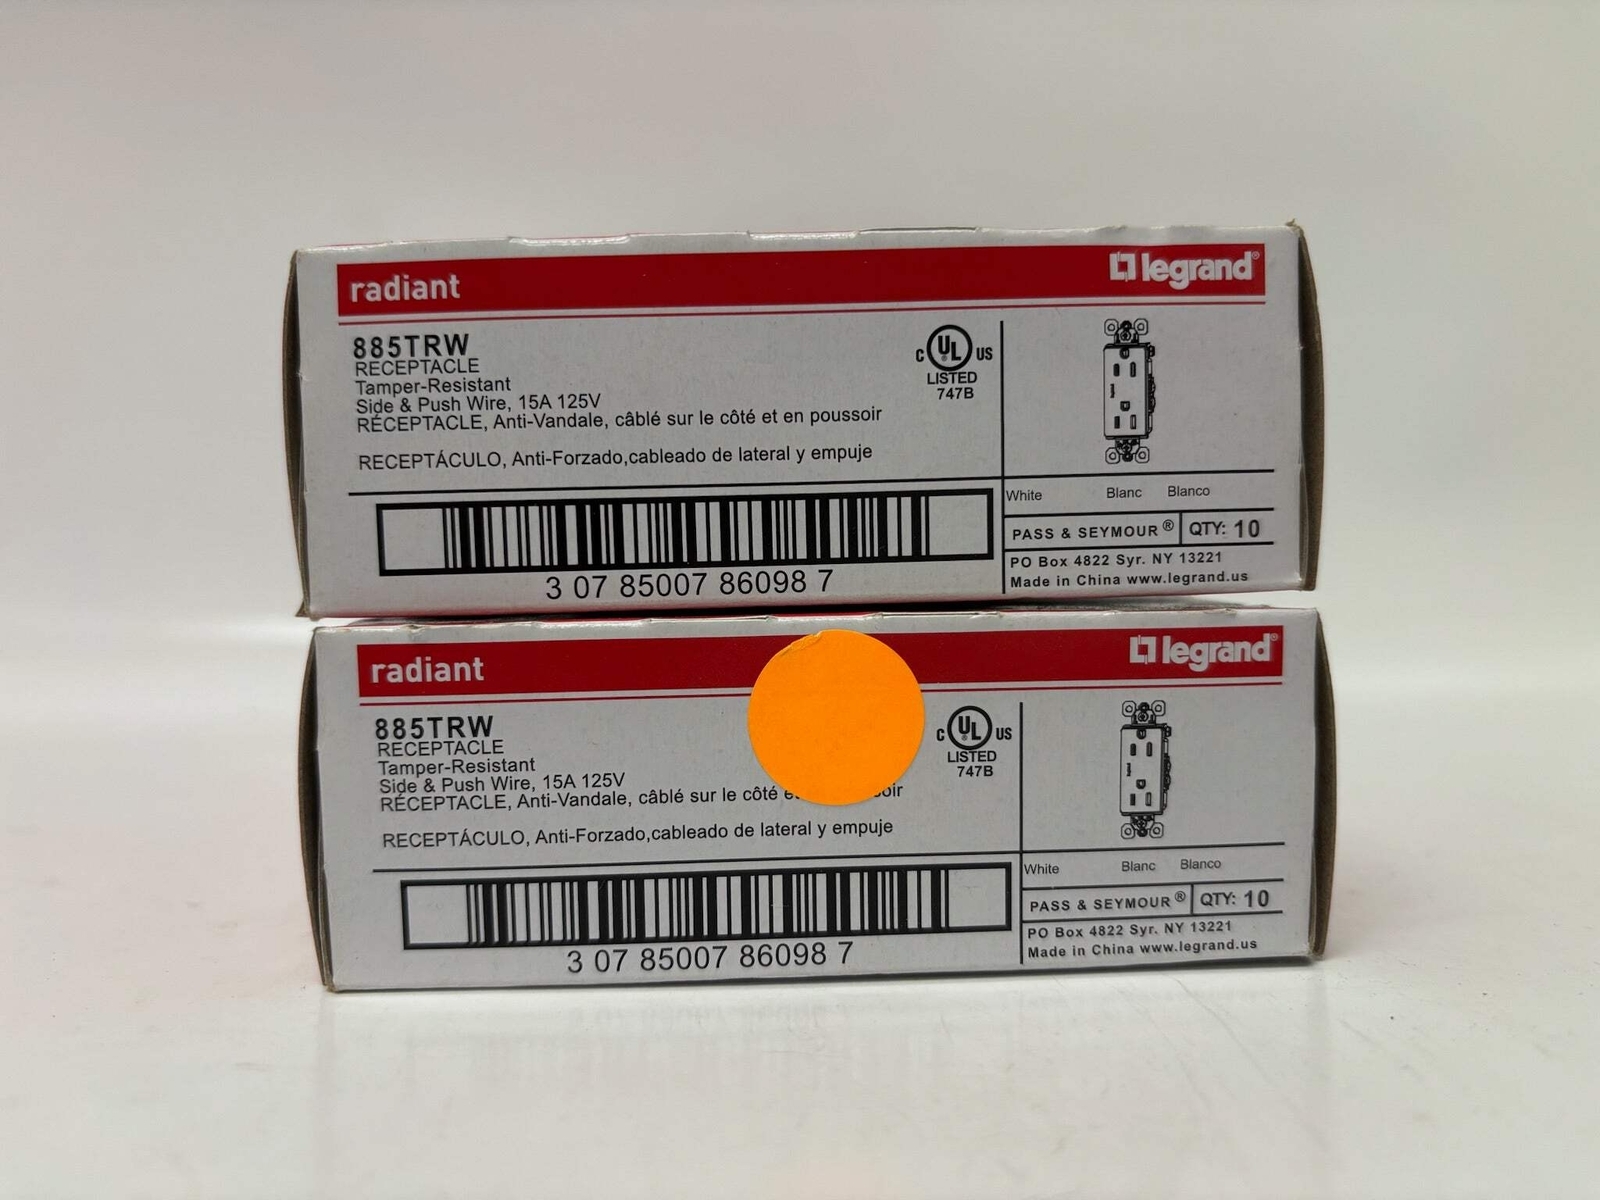 radiant
legrand®
885TRW
RECEPTACLE
Tamper-Resistant
Side & Push Wire, 15A 125V
RÉCEPTACLE, Anti-Vandale, câblé sur le côté et en poussoir
RECEPTÁCULO, Anti-Forzado,cableado de lateral y empuje
C UL® US
LISTED
747B
White Blanc Blanco
PASS & SEYMOUR® QTY: 10
PO Box 4822 Syr. NY 13221
Made in China www.legrand.us
3 07 85007 86098 7
radiant
legrand®
885TRW
RECEPTACLE
Tamper-Resistant
Side & Push Wire, 15A 125V
RÉCEPTACLE, Anti-Vandale, câblé sur le côté
RECEPTÁCULO, Anti-Forzado,cableado de lateral y empuje
C UL® US
LISTED
747B
White Blanc Blanco
PASS & SEYMOUR® QTY: 10
PO Box 4822 Syr. NY 13221
Made in China www.legrand.us
3 07 85007 86098 7